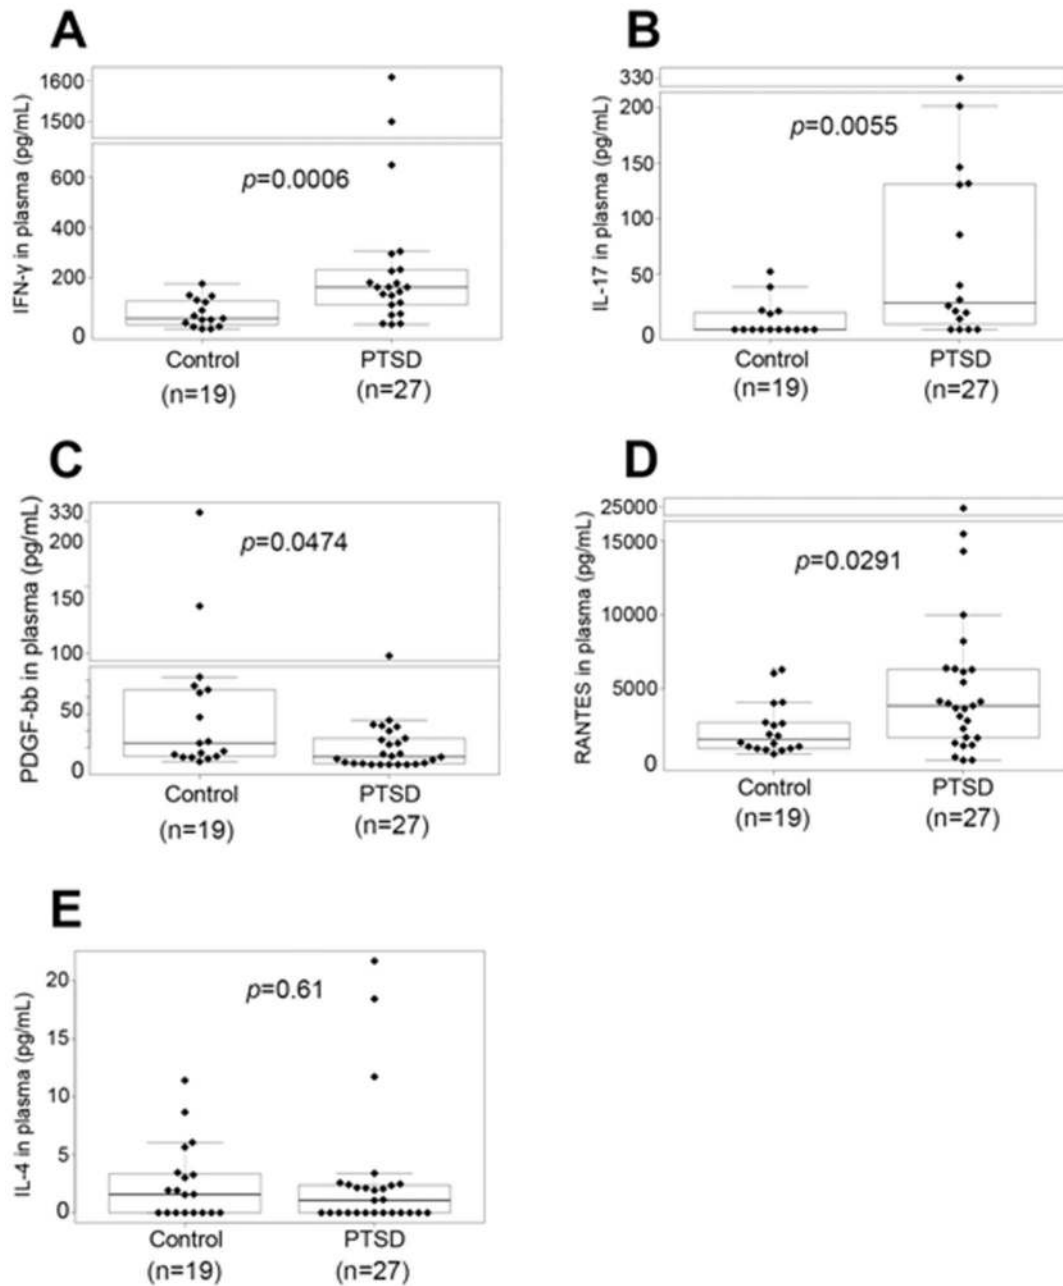 A
IFN-γ in plasma (pg/mL)
1600
1500
600
400
200
0
p=0.0006
Control
PTSD
(n=19)
(n=27)
B
IL-17 in plasma (pg/mL)
330
200
150
100
50
0
p=0.0055
Control
PTSD
(n=19)
(n=27)
C
PDGF-bb in plasma (pg/mL)
330
200
150
100
50
0
p=0.0474
Control
PTSD
(n=19)
(n=27)
D
RANTES in plasma (pg/mL)
25000
15000
10000
5000
0
p=0.0291
Control
PTSD
(n=19)
(n=27)
E
IL-4 in plasma (pg/mL)
20
15
10
5
0
p=0.61
Control
PTSD
(n=19)
(n=27)